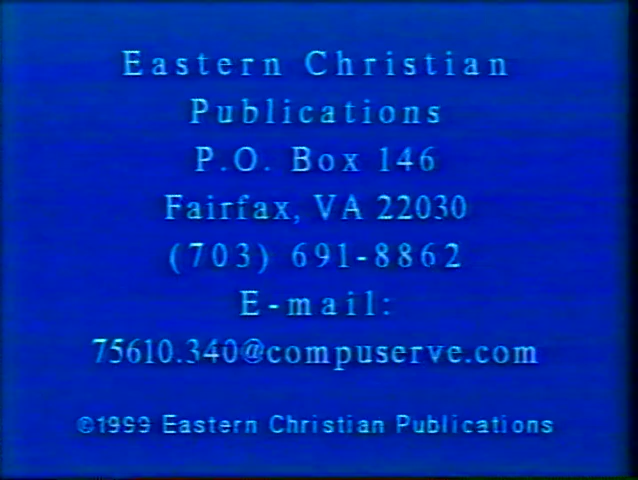 Eastern Christian
Publications
P.O. Box 146
Fairfax, VA 22030
(703) 691-8862
E-mail:
75610.340@compuserve.com
©1999 Eastern Christian Publications